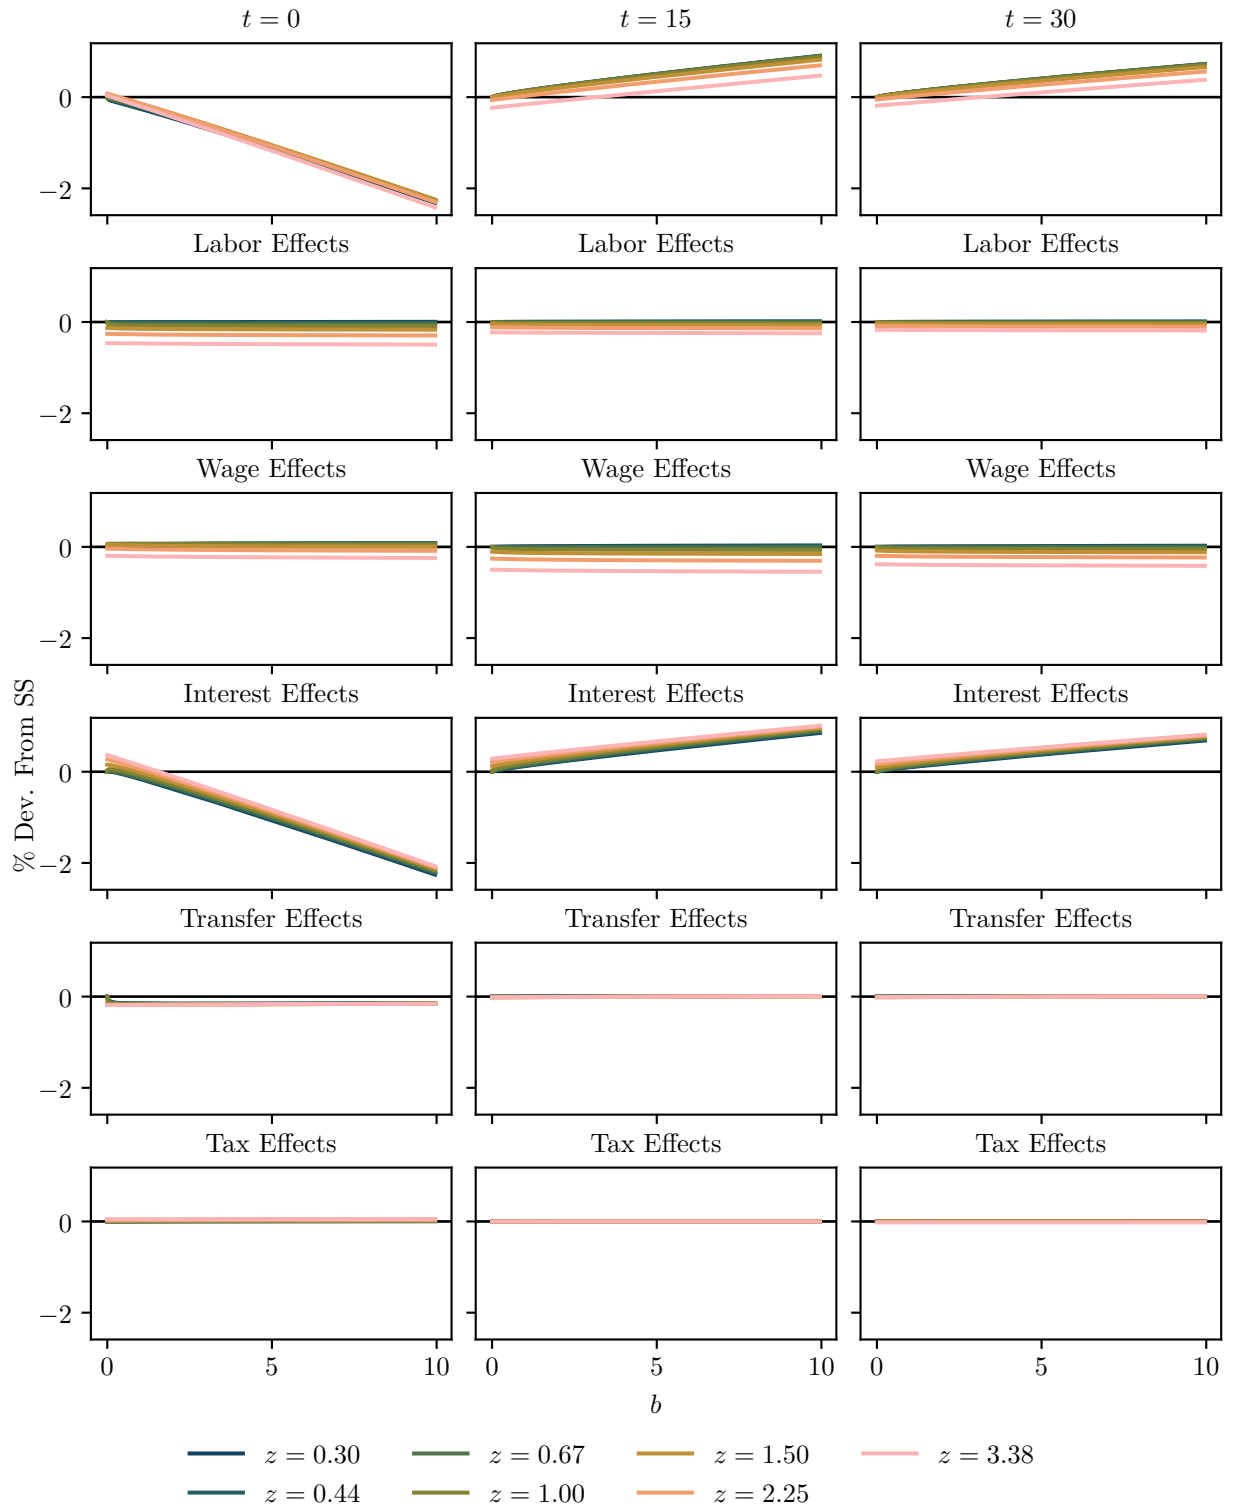 t = 0 t = 15 t = 30
0
−2
Labor Effects Labor Effects Labor Effects
0
−2
Wage Effects Wage Effects Wage Effects
0
−2
Interest Effects Interest Effects Interest Effects
0
−2
% Dev. From SS
Transfer Effects Transfer Effects Transfer Effects
0
−2
Tax Effects Tax Effects Tax Effects
0
−2
0 5 10 0 5 10 0 5 10
b
z = 0.30 z = 0.67 z = 1.50 z = 3.38
z = 0.44 z = 1.00 z = 2.25